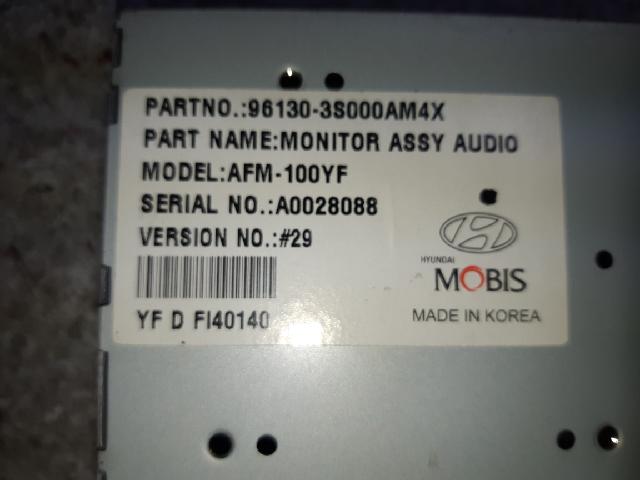 PARTNO.:96130-3S000AM4X
PART NAME:MONITOR ASSY AUDIO
MODEL:AFM-100YF
SERIAL NO.:A0028088
VERSION NO.:#29
HYUNDAI
MOBIS
YF D FI40140
MADE IN KOREA